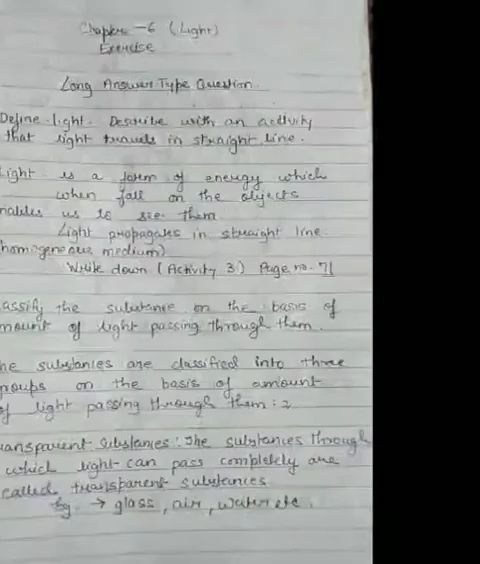 Chapter -6 (Light)
Exercise
Long Answer Type Question.
Define light. Describe with an activity
that light travels in straight line.
Light is a form of energy which
when fall on the objects
nables us to see them
Light propagates in straight line
homogeneous medium)
Write down (Activity 3) Page no. 71
lassify the substance on the basis of
mount of light passing through them.
he substances are classified into three
roups on the basis of amount
of light passing through them:-
ransparent substances: The substances through
which light can pass completely are
called transparent substances
Eg. → glass, air, water etc.